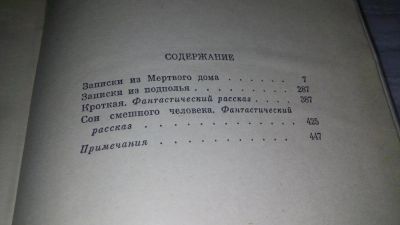 СОДЕРЖАНИЕ
Записки из Мертвого дома . . . . . . . 7
Записки из подполья . . . . . . . . . 287
Кроткая. Фантастический рассказ . . . . 387
Сон смешного человека. Фантастический
рассказ . . . . . . . . . . . . 425
Примечания . . . . . . . . . . . 447